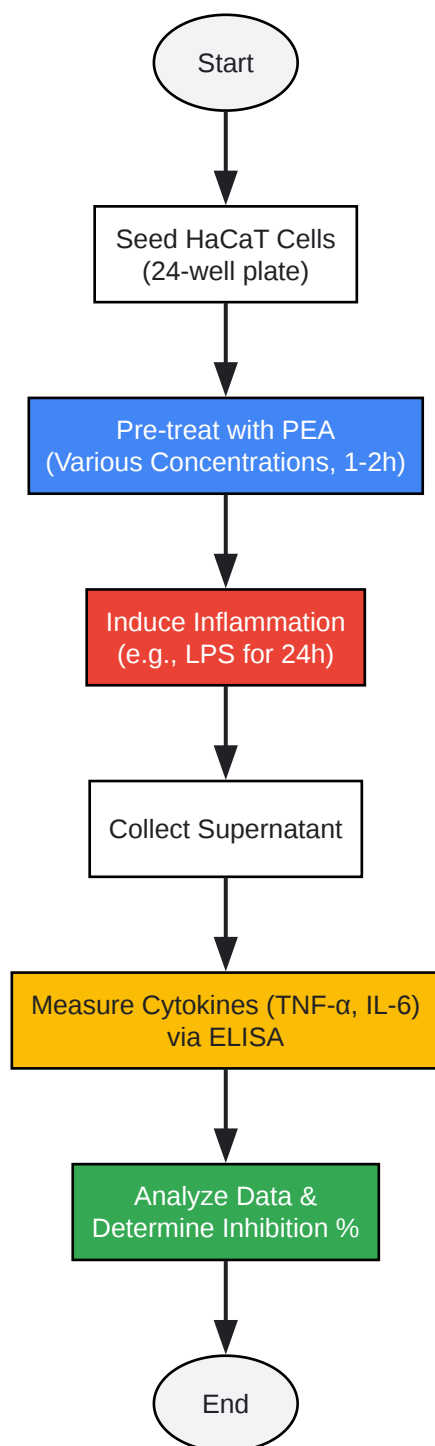 Start
Seed HaCaT Cells
(24-well plate)
Pre-treat with PEA
(Various Concentrations, 1-2h)
Induce Inflammation
(e.g., LPS for 24h)
Collect Supernatant
Measure Cytokines (TNF-α, IL-6)
via ELISA
Analyze Data &
Determine Inhibition %
End